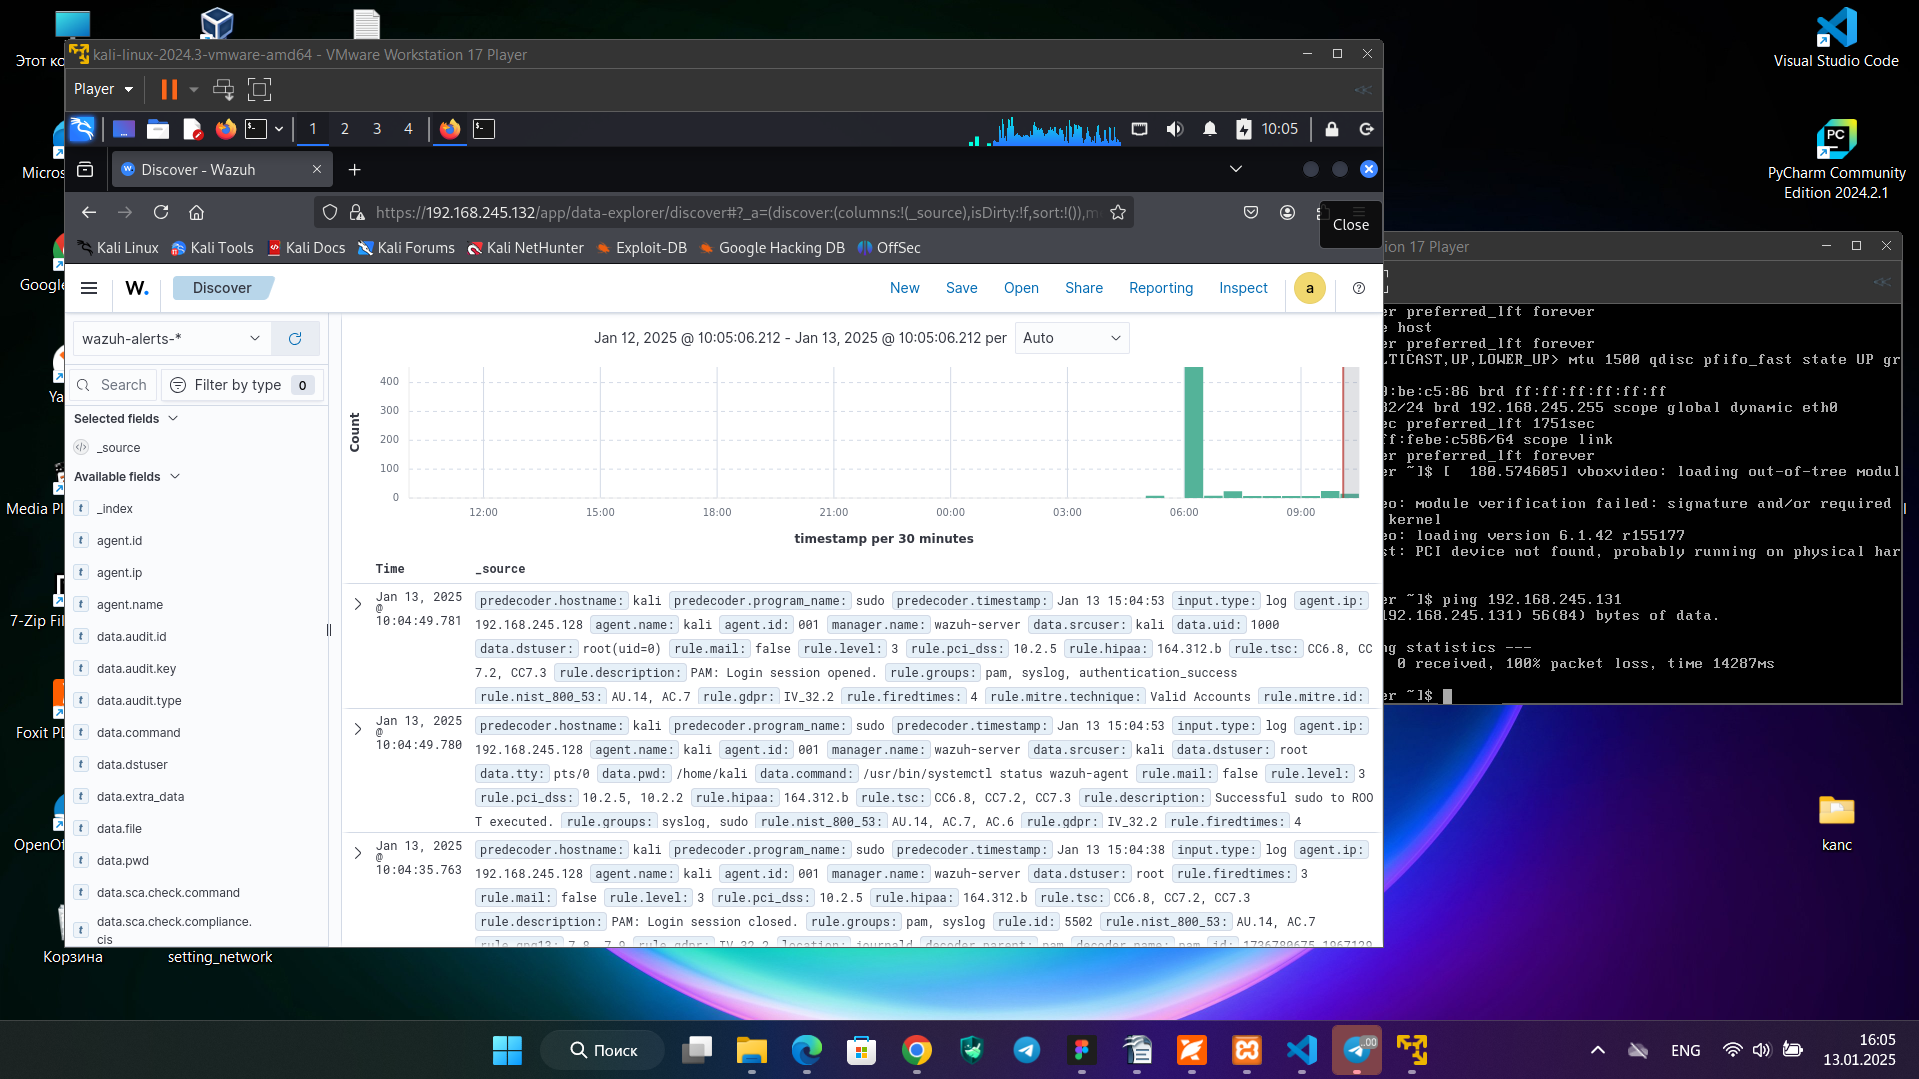 Этот ко
Micros
Google
Ya
Media Pl
7-Zip Fil
Foxit PD
OpenOf
Корзина
setting_network
Visual Studio Code
PyCharm Community
Edition 2024.2.1
kanc
kali-linux-2024.3-vmware-amd64 - VMware Workstation 17 Player
Player
1 2 3 4
10:05
Discover - Wazuh
https://192.168.245.132/app/data-explorer/discover#?_a=(discover:(columns:!(_source),isDirty:!f,sort:!()),m
Close
Kali Linux Kali Tools Kali Docs Kali Forums Kali NetHunter Exploit-DB Google Hacking DB OffSec
W. Discover New Save Open Share Reporting Inspect a
wazuh-alerts-*
Search Filter by type 0
Selected fields
_source
Available fields
t _index
t agent.id
t agent.ip
t agent.name
t data.audit.id
t data.audit.key
t data.audit.type
t data.command
t data.dstuser
t data.extra_data
t data.file
t data.pwd
t data.sca.check.command
t data.sca.check.compliance.
cis
Jan 12, 2025 @ 10:05:06.212 - Jan 13, 2025 @ 10:05:06.212 per Auto
Count
400
300
200
100
0
12:00 15:00 18:00 21:00 00:00 03:00 06:00 09:00
timestamp per 30 minutes
Time _source
Jan 13, 2025
@
10:04:49.781
predecoder.hostname: kali predecoder.program_name: sudo predecoder.timestamp: Jan 13 15:04:53 input.type: log agent.ip:
192.168.245.128 agent.name: kali agent.id: 001 manager.name: wazuh-server data.srcuser: kali data.uid: 1000
data.dstuser: root(uid=0) rule.mail: false rule.level: 3 rule.pci_dss: 10.2.5 rule.hipaa: 164.312.b rule.tsc: CC6.8, CC
7.2, CC7.3 rule.description: PAM: Login session opened. rule.groups: pam, syslog, authentication_success
rule.nist_800_53: AU.14, AC.7 rule.gdpr: IV_32.2 rule.firedtimes: 4 rule.mitre.technique: Valid Accounts rule.mitre.id:
Jan 13, 2025
@
10:04:49.780
predecoder.hostname: kali predecoder.program_name: sudo predecoder.timestamp: Jan 13 15:04:53 input.type: log agent.ip:
192.168.245.128 agent.name: kali agent.id: 001 manager.name: wazuh-server data.srcuser: kali data.dstuser: root
data.tty: pts/0 data.pwd: /home/kali data.command: /usr/bin/systemctl status wazuh-agent rule.mail: false rule.level: 3
rule.pci_dss: 10.2.5, 10.2.2 rule.hipaa: 164.312.b rule.tsc: CC6.8, CC7.2, CC7.3 rule.description: Successful sudo to ROO
T executed. rule.groups: syslog, sudo rule.nist_800_53: AU.14, AC.7, AC.6 rule.gdpr: IV_32.2 rule.firedtimes: 4
Jan 13, 2025
@
10:04:35.763
predecoder.hostname: kali predecoder.program_name: sudo predecoder.timestamp: Jan 13 15:04:38 input.type: log agent.ip:
192.168.245.128 agent.name: kali agent.id: 001 manager.name: wazuh-server data.dstuser: root rule.firedtimes: 3
rule.mail: false rule.level: 3 rule.pci_dss: 10.2.5 rule.hipaa: 164.312.b rule.tsc: CC6.8, CC7.2, CC7.3
rule.description: PAM: Login session closed. rule.groups: pam, syslog rule.id: 5502 rule.nist_800_53: AU.14, AC.7
rule.gpg13: 7.8, 7.9 rule.gdpr: IV_32.2 location: journald decoder.parent: pam decoder.name: pam id:
ion 17 Player
er preferred_lft forever
e host
er preferred_lft forever
LTICAST,UP,LOWER_UP> mtu 1500 qdisc pfifo_fast state UP gr
0:be:c5:86 brd ff:ff:ff:ff:ff:ff
32/24 brd 192.168.245.255 scope global dynamic eth0
ec preferred_lft 1751sec
ff:febe:c586/64 scope link
er preferred_lft forever
er ~]$ [ 180.574605] vboxvideo: loading out-of-tree modul
eo: module verification failed: signature and/or required
kernel
eo: loading version 6.1.42 r155177
st: PCI device not found, probably running on physical har
er ~]$ ping 192.168.245.131
192.168.245.131) 56(84) bytes of data.
ng statistics ---
0 received, 100% packet loss, time 14287ms
er ~]$
Поиск
PC
.00
ENG
16:05
13.01.2025